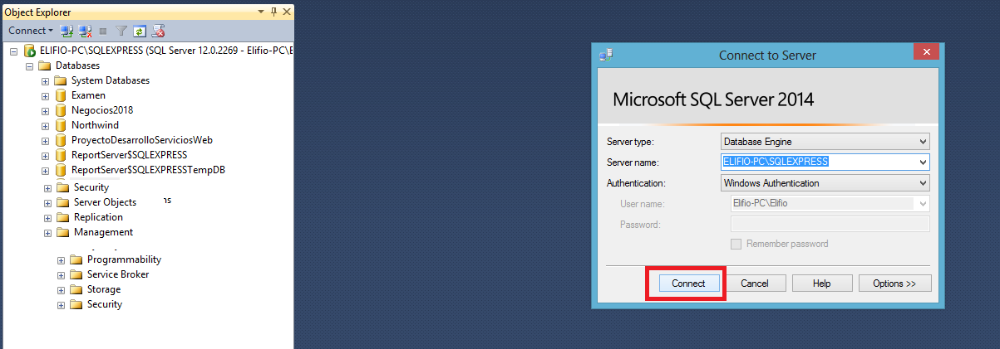 Object Explorer
Connect
ELIFIO-PC\SQLEXPRESS (SQL Server 12.0.2269 - Elifio-PC\E
Databases
System Databases
Examen
Negocios2018
Northwind
ProyectoDesarrolloServiciosWeb
ReportServer$SQLEXPRESS
ReportServer$SQLEXPRESSTempDB
Security
Server Objects
ns
Replication
Management
Programmability
Service Broker
Storage
Security
Connect to Server
Microsoft SQL Server 2014
Server type: Database Engine
Server name: ELIFIO-PC\SQLEXPRESS
Authentication: Windows Authentication
User name: Elifio-PC\Elifio
Password:
Remember password
Connect Cancel Help Options >>